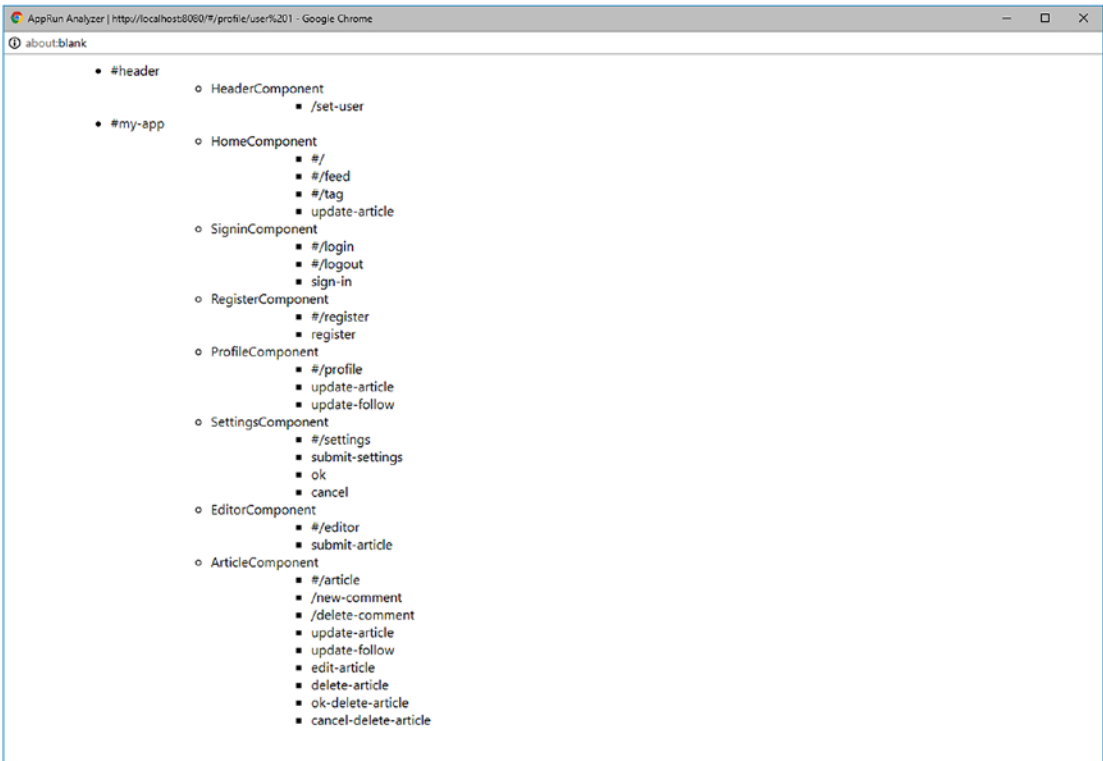 AppRun Analyzer | http://localhost:8080/#/profile/user%201 - Google Chrome
about:blank
#header
HeaderComponent
/set-user
#my-app
HomeComponent
#/
#/feed
#/tag
update-article
SigninComponent
#/login
#/logout
sign-in
RegisterComponent
#/register
register
ProfileComponent
#/profile
update-article
update-follow
SettingsComponent
#/settings
submit-settings
ok
cancel
EditorComponent
#/editor
submit-article
ArticleComponent
#/article
/new-comment
/delete-comment
update-article
update-follow
edit-article
delete-article
ok-delete-article
cancel-delete-article